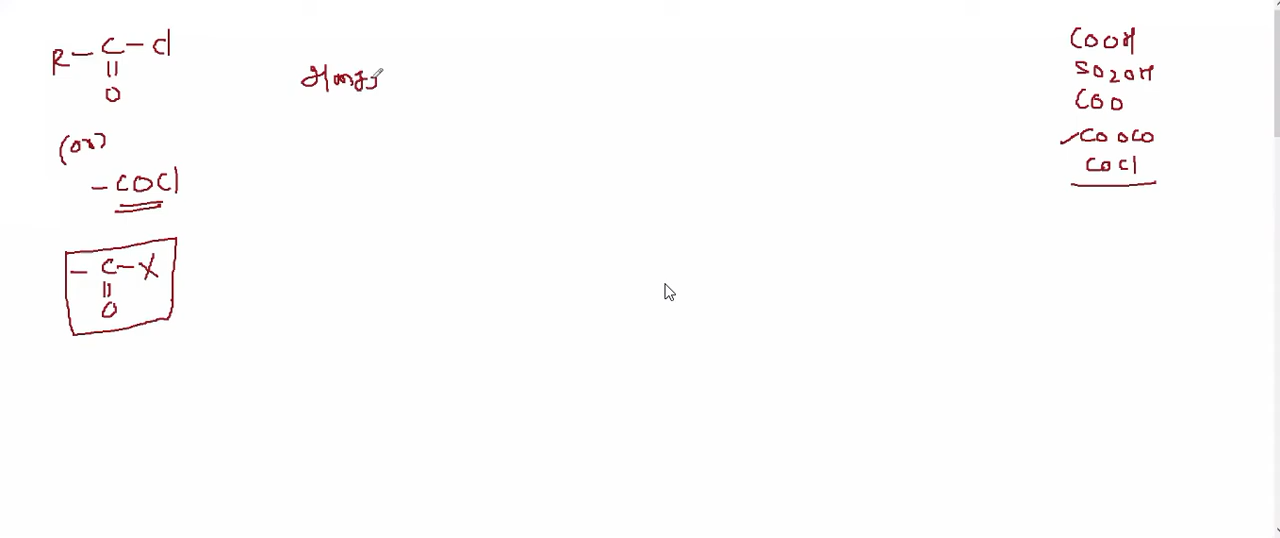 R-C-Cl
||
O
(or)
-COCl
-C-X
||
O
COOH
SO2OH
COO
✓COOCO
COCl